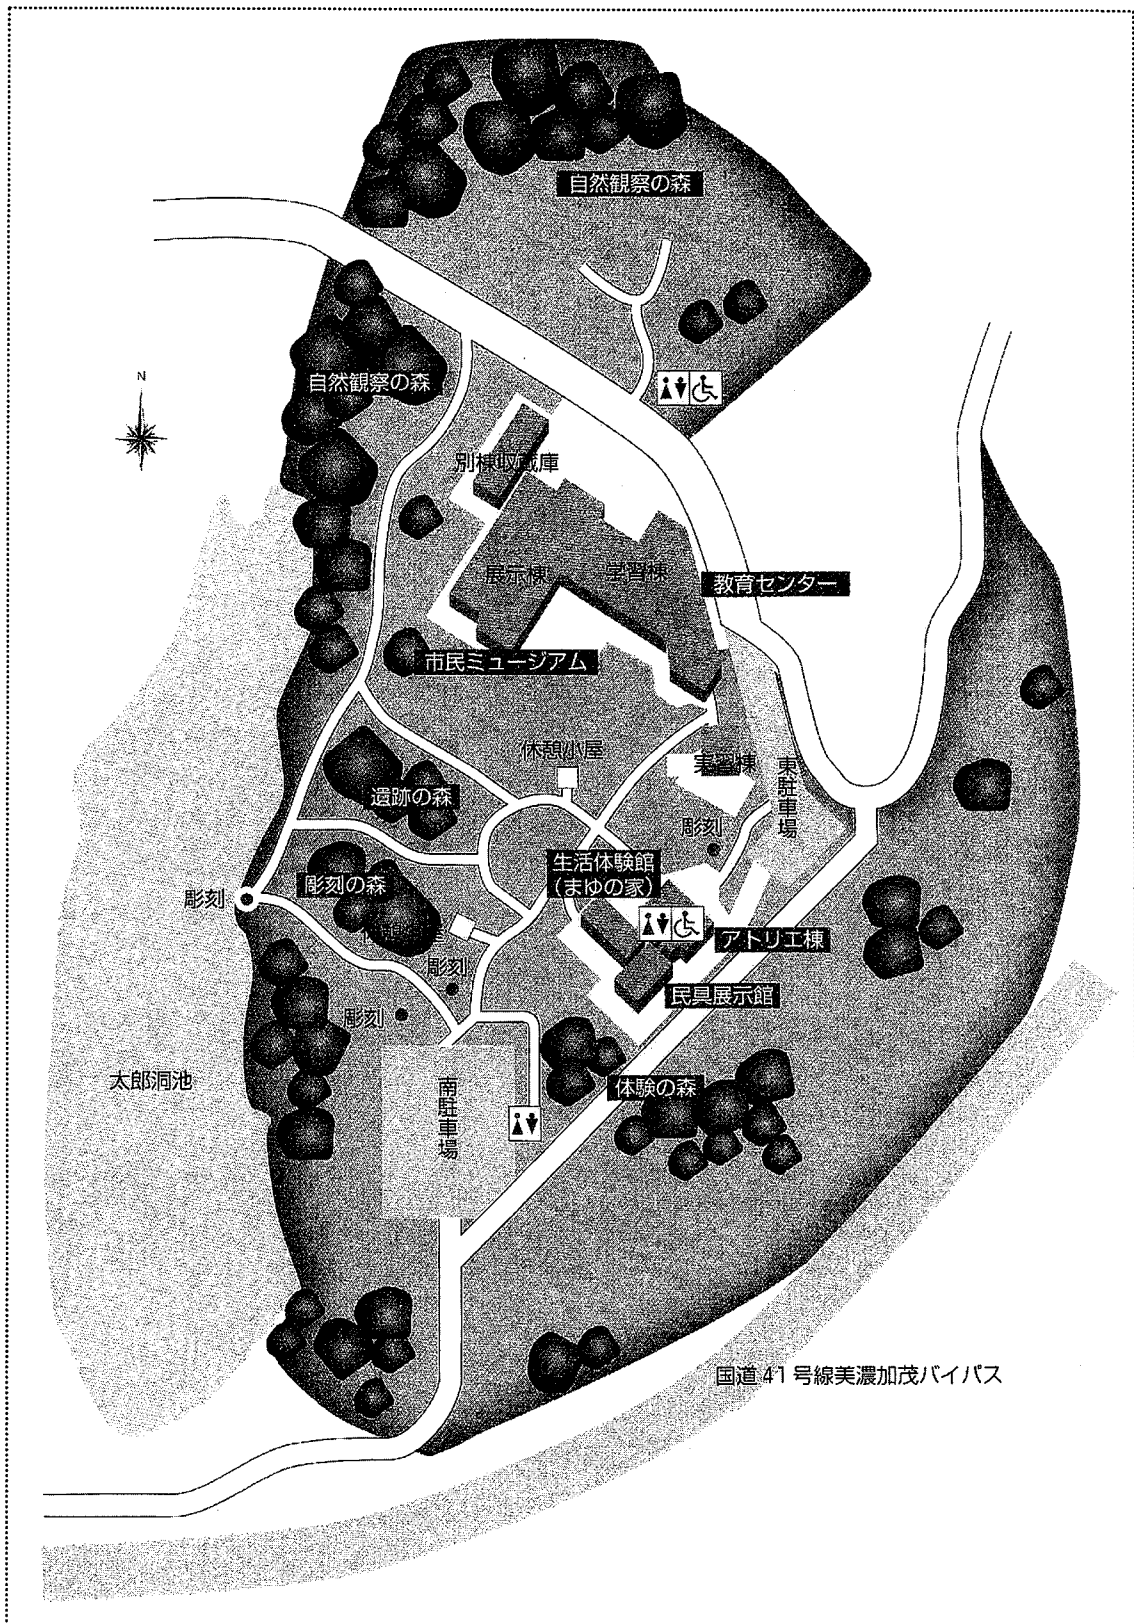 自然観察の森
N
自然観察の森
別棟収蔵庫
展示棟
学習棟
教育センター
市民ミュージアム
休憩小屋
実習棟
東駐車場
遺跡の森
彫刻
生活体験館
(まゆの家)
彫刻の森
彫刻
アトリエ棟
彫刻
民具展示館
彫刻
太郎洞池
南駐車場
体験の森
国道41号線美濃加茂バイパス